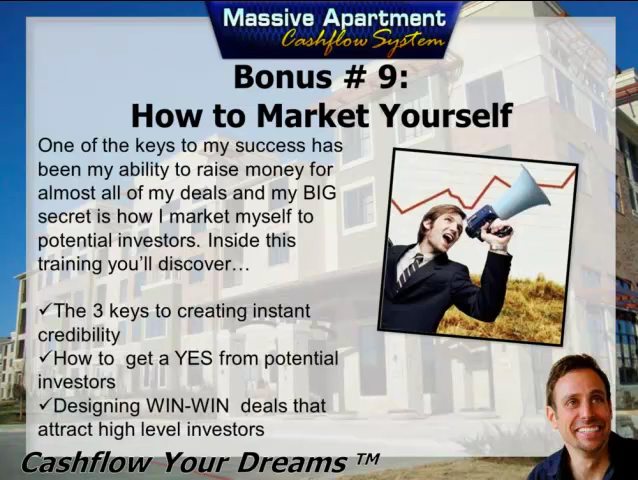 Massive Apartment
Cashflow System
Bonus # 9:
How to Market Yourself
One of the keys to my success has
been my ability to raise money for
almost all of my deals and my BIG
secret is how I market myself to
potential investors. Inside this
training you’ll discover…
✓The 3 keys to creating instant
credibility
✓How to  get a YES from potential
investors
✓Designing WIN-WIN  deals that
attract high level investors
Cashflow Your Dreams ™